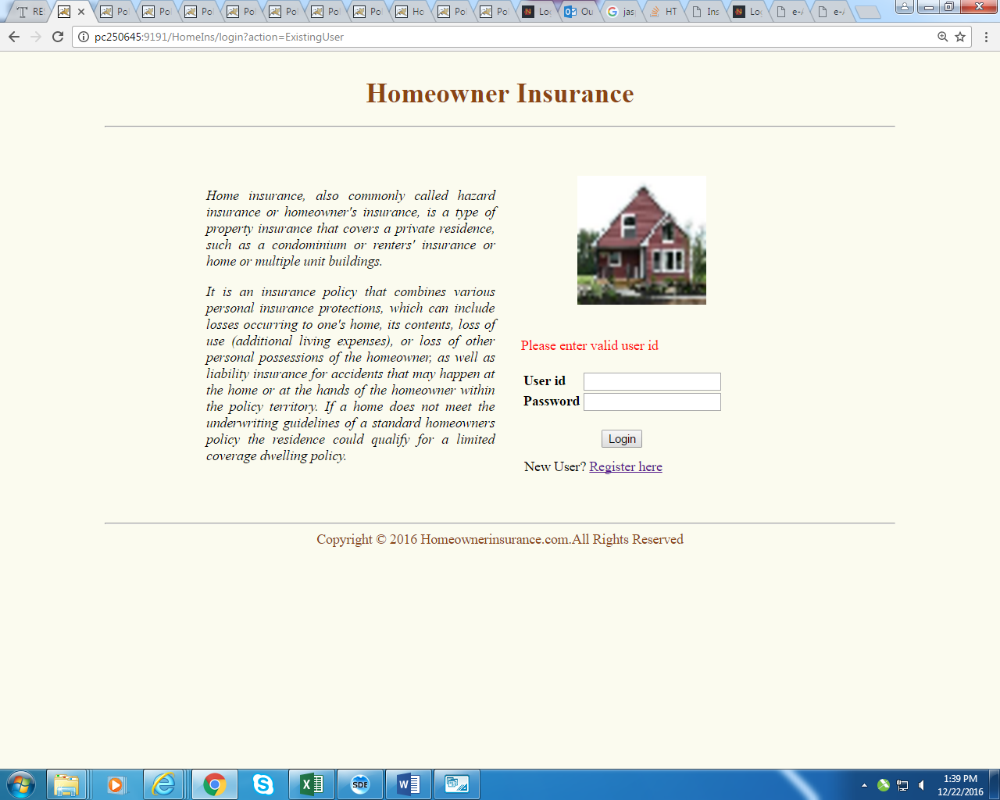 RE
Po
Po
Po
Po
Po
Po
Po
Ho
Po
Po
Log
Ou
jas
HT
Ins
Log
e-A
e-A
pc250645:9191/HomeIns/login?action=ExistingUser
Homeowner Insurance
Home insurance, also commonly called hazard
insurance or homeowner's insurance, is a type of
property insurance that covers a private residence,
such as a condominium or renters' insurance or
home or multiple unit buildings.
It is an insurance policy that combines various
personal insurance protections, which can include
losses occurring to one's home, its contents, loss of
use (additional living expenses), or loss of other
personal possessions of the homeowner, as well as
liability insurance for accidents that may happen at
the home or at the hands of the homeowner within
the policy territory. If a home does not meet the
underwriting guidelines of a standard homeowners
policy the residence could qualify for a limited
coverage dwelling policy.
Please enter valid user id
User id
Password
Login
New User? Register here
Copyright © 2016 Homeownerinsurance.com.All Rights Reserved
SDE
1:39 PM
12/22/2016